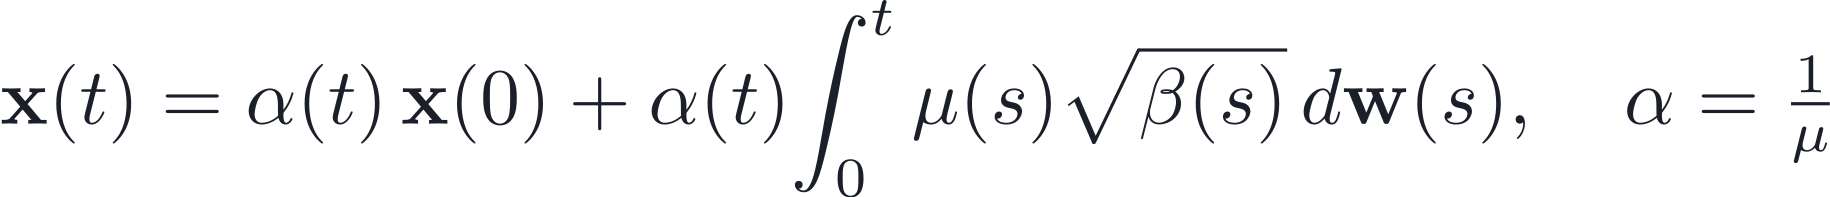 x(t) = α(t) x(0) + α(t) ∫₀ᵗ μ(s)√β(s) dw(s), α = 1/μ